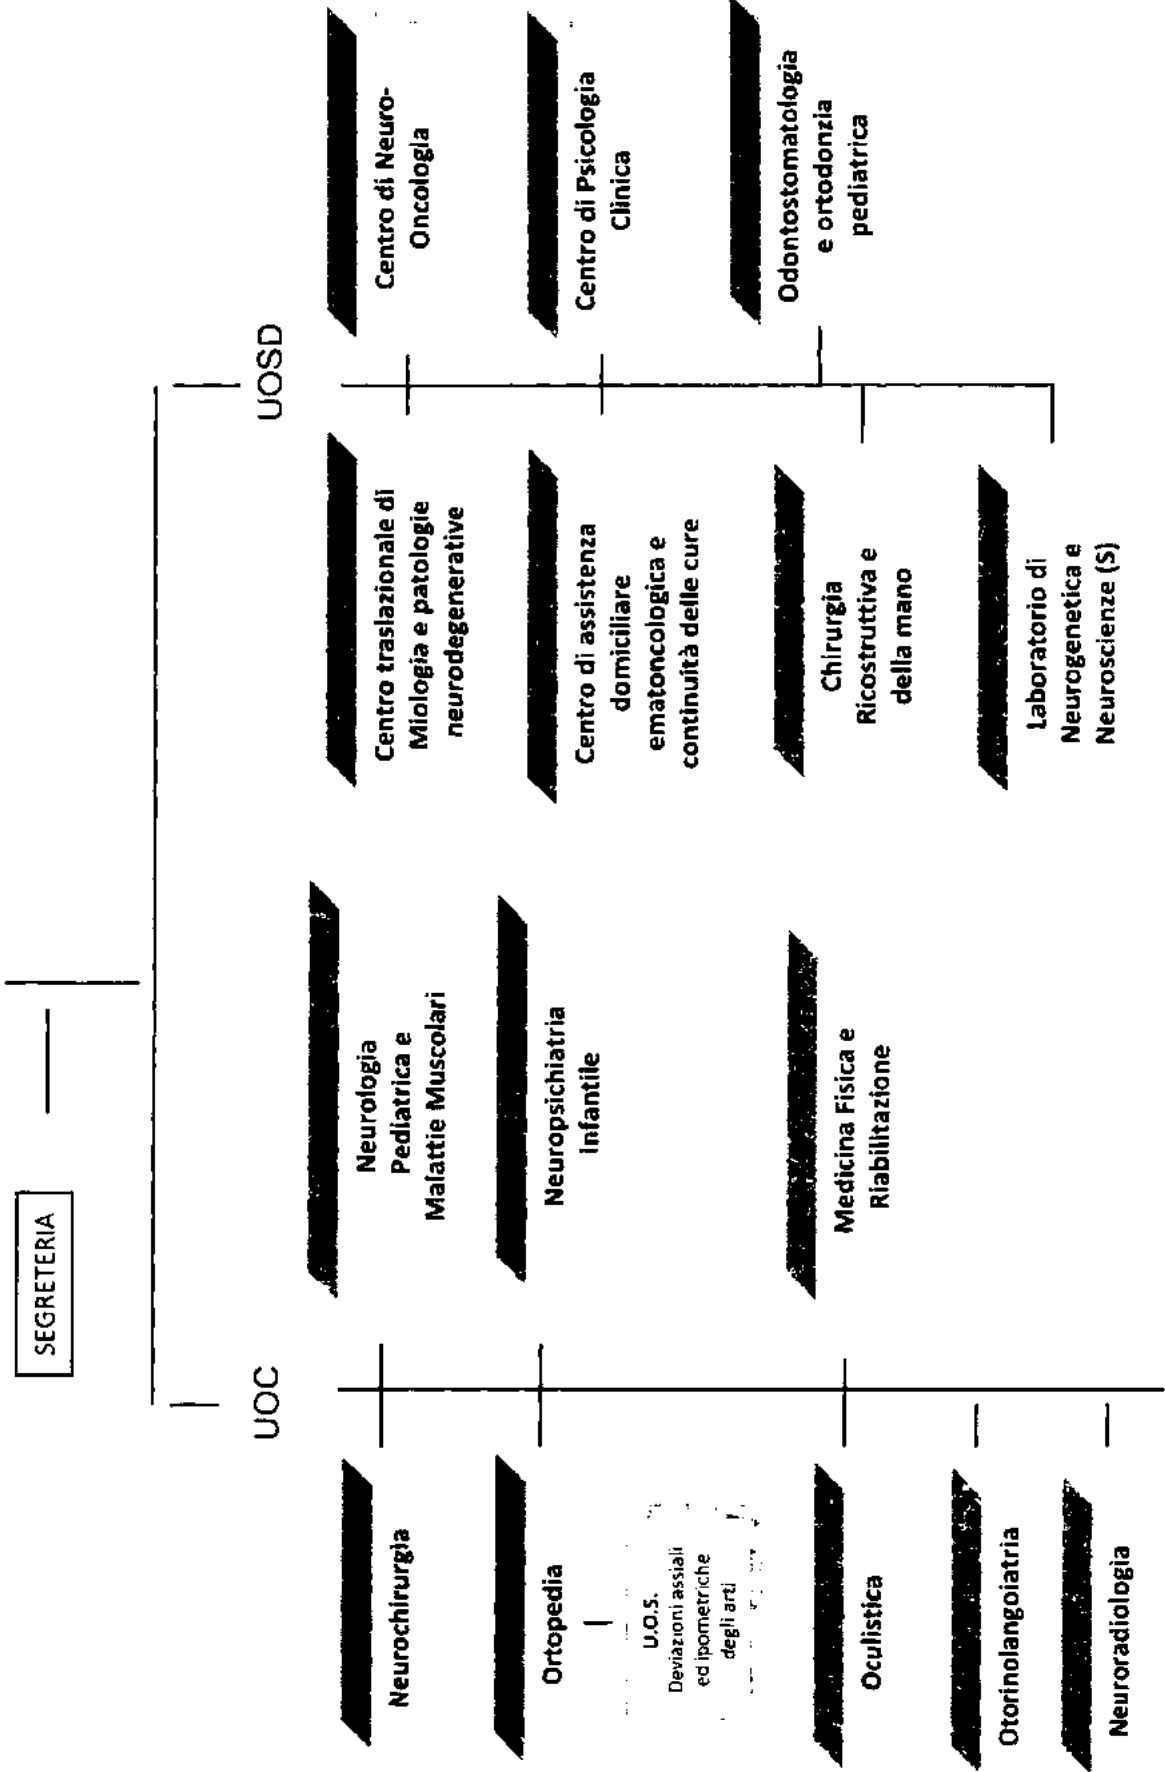 SEGRETERIA
UOC
UOSD
Neurochirurgia
Ortopedia
U.O.S.
Deviazioni assiali
ed ipometriche
degli arti
Oculistica
Otorinolangoiatria
Neuroradiologia
Neurologia
Pediatrica e
Malattie Muscolari
Neuropsichiatria
Infantile
Medicina Fisica e
Riabilitazione
Centro traslazionale di
Miologia e patologie
neurodegenerative
Centro di assistenza
domiciliare
ematoncologica e
continuità delle cure
Chirurgia
Ricostruttiva e
della mano
Laboratorio di
Neurogenetica e
Neuroscienze (S)
Centro di Neuro-
Oncologia
Centro di Psicologia
Clinica
Odontostomatologia
e ortodonzia
pediatrica